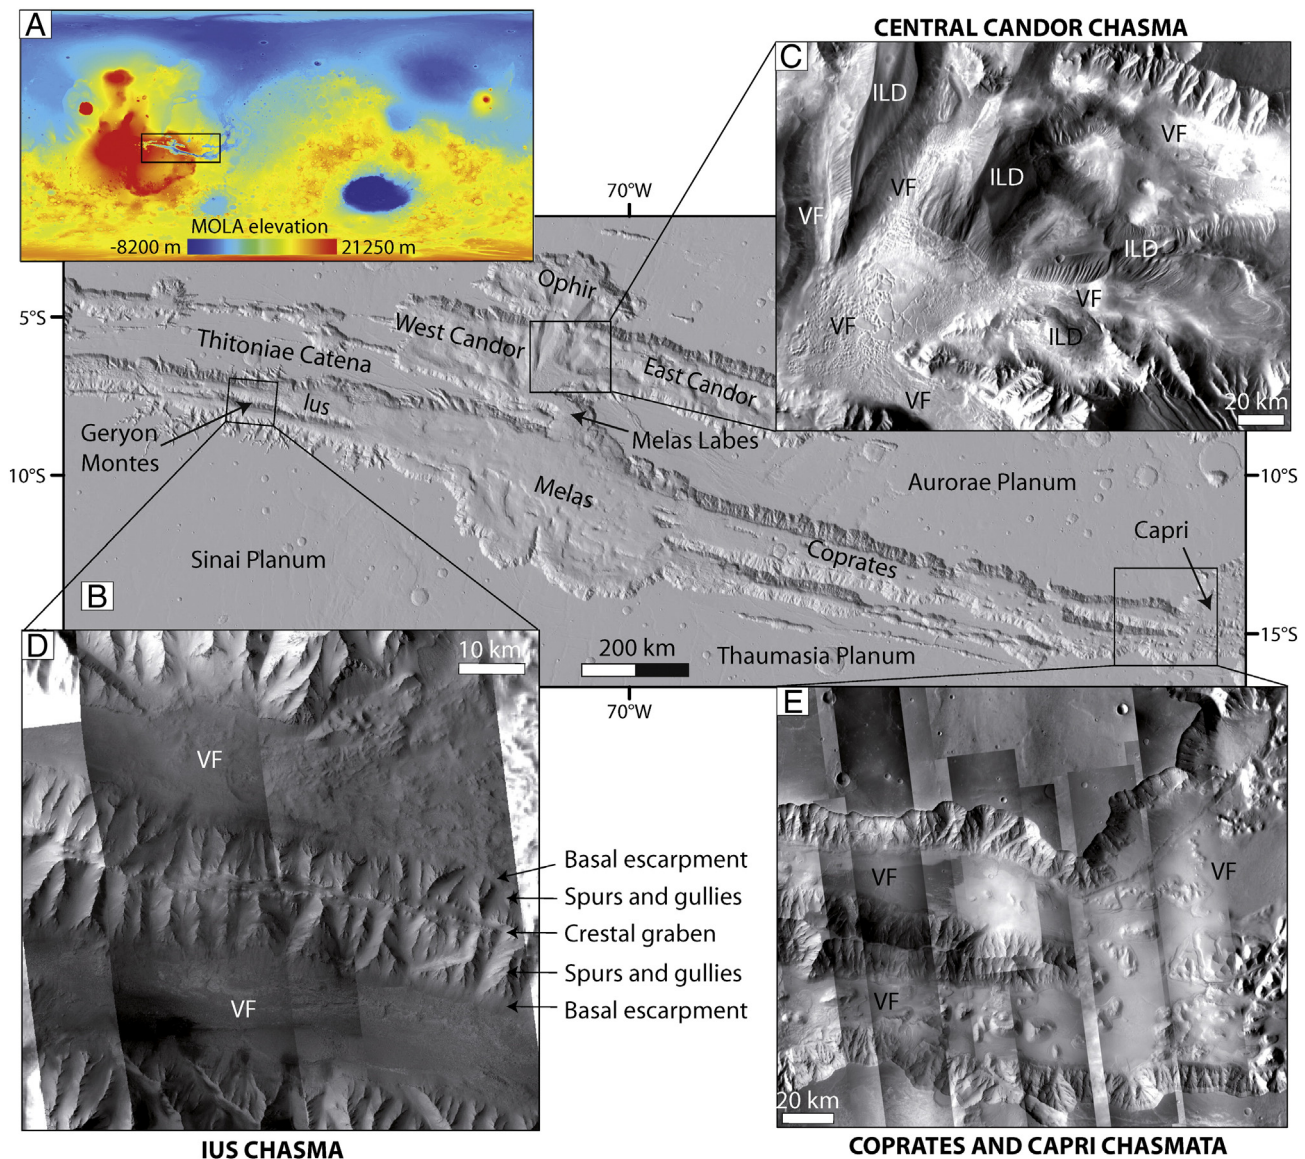 A
MOLA elevation
-8200 m
21250 m
CENTRAL CANDOR CHASMA
C
ILD
VF
VF
ILD
VF
ILD
VF
VF
ILD
VF
20 km
70°W
5°S
Ophir
West Candor
Thitoniae Catena
East Candor
Ius
Geryon
Montes
Melas Labes
10°S
10°S
Melas
Aurorae Planum
Capri
Sinai Planum
Coprates
B
15°S
200 km
Thaumasia Planum
70°W
D
10 km
VF
VF
Basal escarpment
Spurs and gullies
Crestal graben
Spurs and gullies
Basal escarpment
IUS CHASMA
E
VF
VF
VF
20 km
COPRATES AND CAPRI CHASMATA